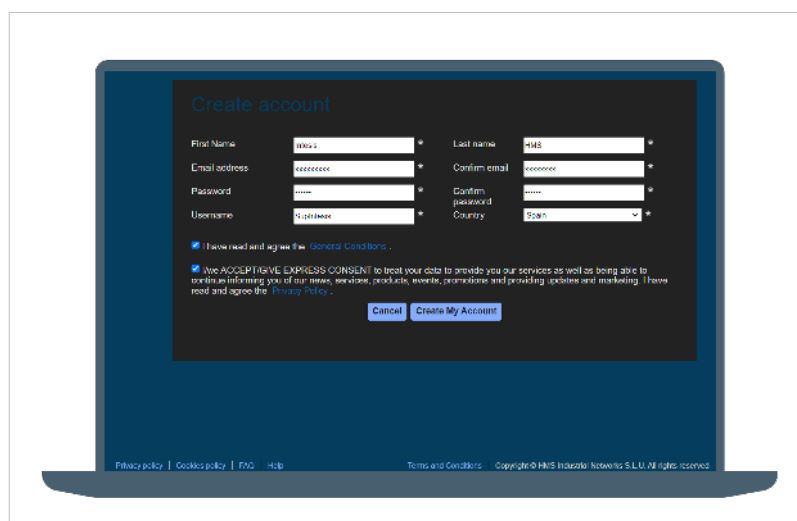 Create account
First Name Intesis * Last name HMS *
Email address xxxxxxxxx * Confirm email xxxxxxxx *
Password •••••• * Confirm password •••••• *
Username * Country Spain *
I have read and agree the General Conditions .
I/we ACCEPT/GIVE EXPRESS CONSENT to treat your data to provide you our services as well as being able to
continue informing you of our news, services, products, events, promotions and providing updates and marketing. I have
read and agree the Privacy Policy .
Cancel Create My Account
Privacy policy | Cookies policy | FAQ | Help Terms and Conditions | Copyright © HMS Industrial Networks S.L.U. All rights reserved